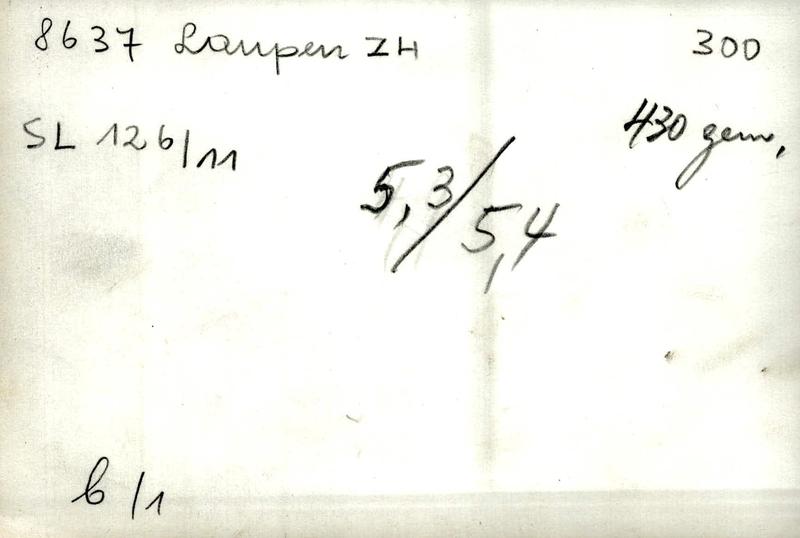 8637 Laupen ZH 300
430 gem.
SL 126/11
5,3/5,4
6/1